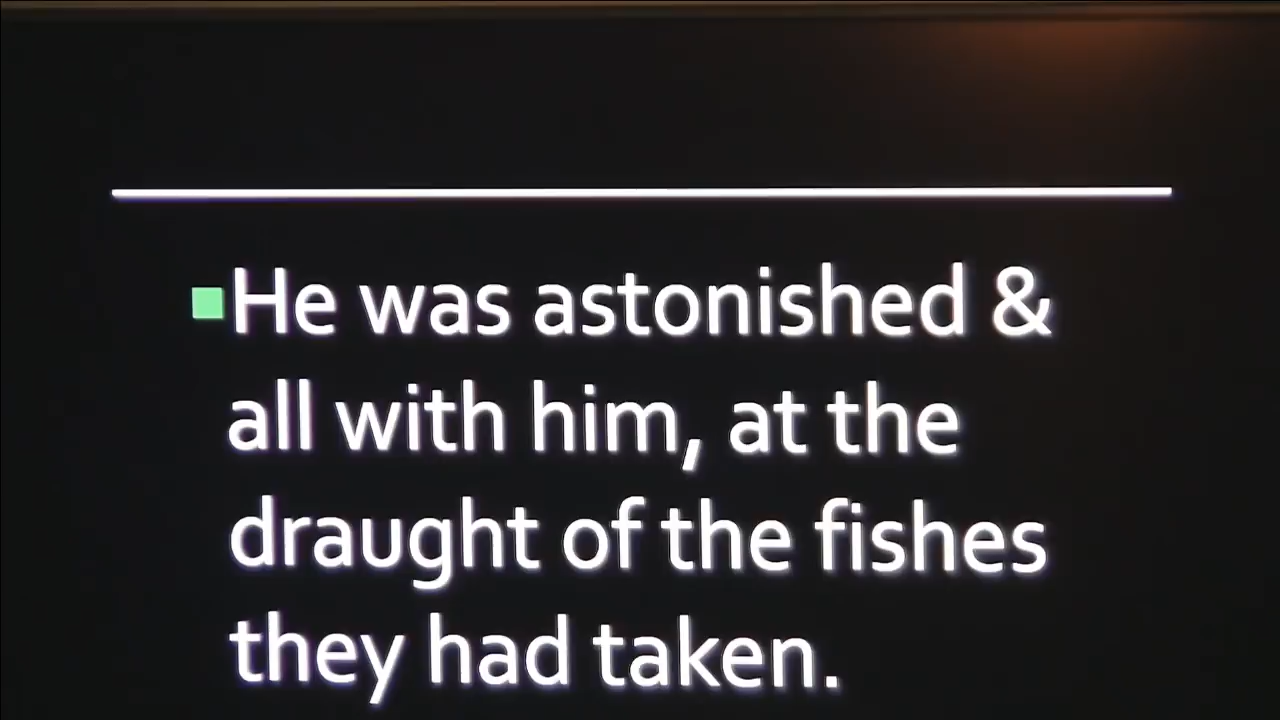 He was astonished &
all with him, at the
draught of the fishes
they had taken.